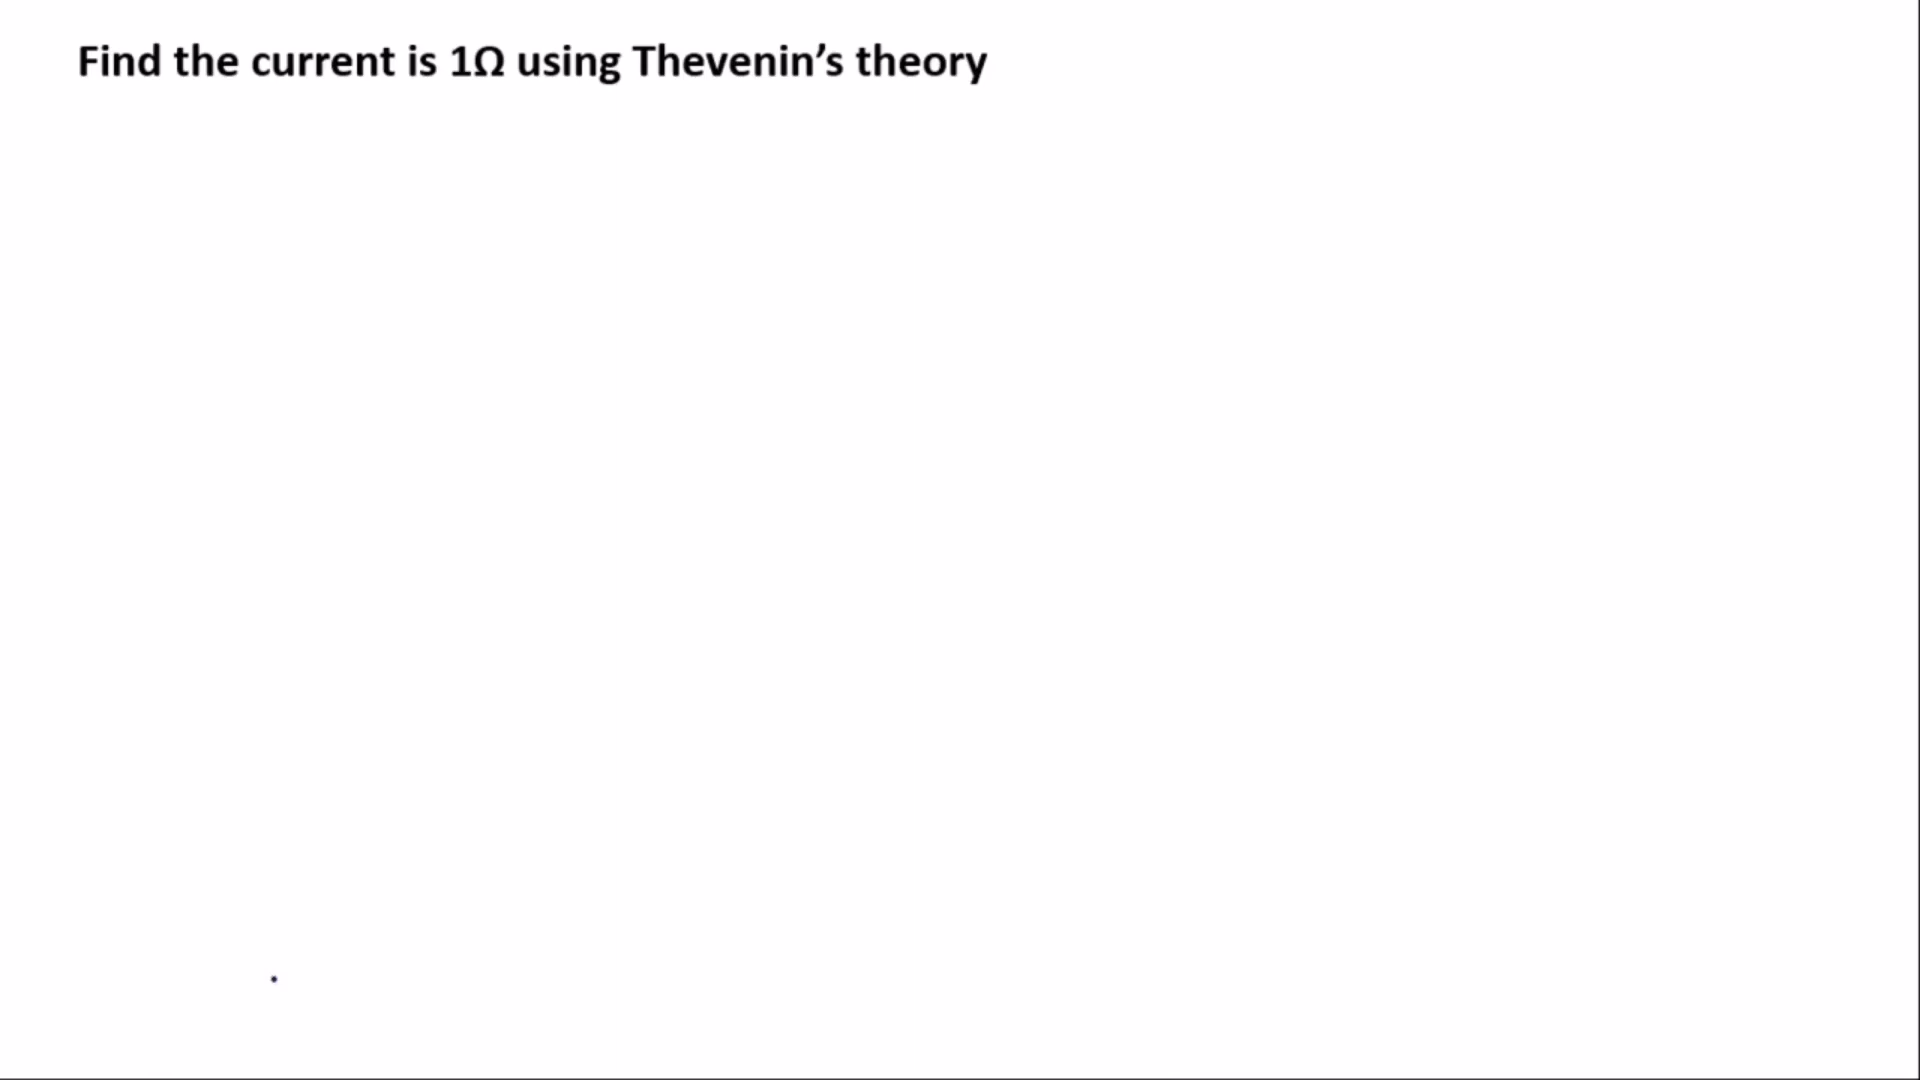 Find the current is 1Ω using Thevenin’s theory